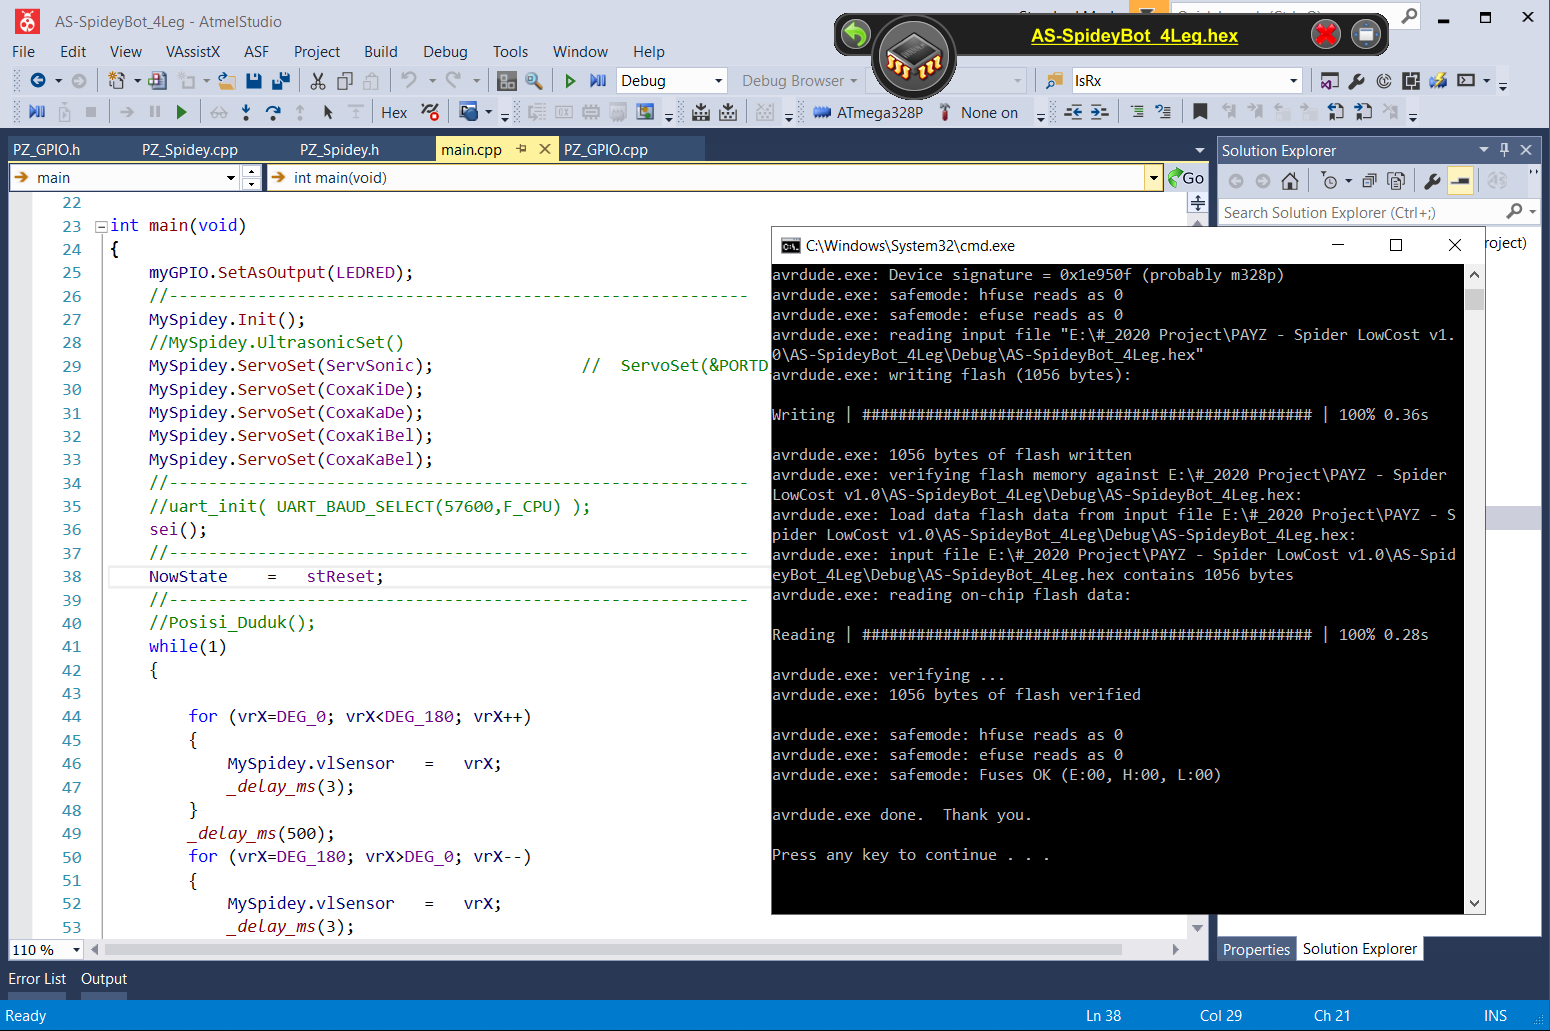 AS-SpideyBot_4Leg - AtmelStudio
AS-SpideyBot_4Leg.hex
File Edit View VAssistX ASF Project Build Debug Tools Window Help
Debug Debug Browser IsRx
Hex ATmega328P None on
PZ_GPIO.h PZ_Spidey.cpp PZ_Spidey.h main.cpp PZ_GPIO.cpp
Solution Explorer
main int main(void) Go
Search Solution Explorer (Ctrl+;)
roject)
22
23 int main(void)
24 {
25 myGPIO.SetAsOutput(LEDRED);
26 //-----------------------------------------------------------
27 MySpidey.Init();
28 //MySpidey.UltrasonicSet()
29 MySpidey.ServoSet(ServSonic); // ServoSet(&PORTD
30 MySpidey.ServoSet(CoxaKiDe);
31 MySpidey.ServoSet(CoxaKaDe);
32 MySpidey.ServoSet(CoxaKiBel);
33 MySpidey.ServoSet(CoxaKaBel);
34 //-----------------------------------------------------------
35 //uart_init( UART_BAUD_SELECT(57600,F_CPU) );
36 sei();
37 //-----------------------------------------------------------
38 NowState = stReset;
39 //-----------------------------------------------------------
40 //Posisi_Duduk();
41 while(1)
42 {
43
44 for (vrX=DEG_0; vrX<DEG_180; vrX++)
45 {
46 MySpidey.vlSensor = vrX;
47 _delay_ms(3);
48 }
49 _delay_ms(500);
50 for (vrX=DEG_180; vrX>DEG_0; vrX--)
51 {
52 MySpidey.vlSensor = vrX;
53 _delay_ms(3);
C:\Windows\System32\cmd.exe
avrdude.exe: Device signature = 0x1e950f (probably m328p)
avrdude.exe: safemode: hfuse reads as 0
avrdude.exe: safemode: efuse reads as 0
avrdude.exe: reading input file "E:\#_2020 Project\PAYZ - Spider LowCost v1.
0\AS-SpideyBot_4Leg\Debug\AS-SpideyBot_4Leg.hex"
avrdude.exe: writing flash (1056 bytes):
Writing | ################################################## | 100% 0.36s
avrdude.exe: 1056 bytes of flash written
avrdude.exe: verifying flash memory against E:\#_2020 Project\PAYZ - Spider
LowCost v1.0\AS-SpideyBot_4Leg\Debug\AS-SpideyBot_4Leg.hex:
avrdude.exe: load data flash data from input file E:\#_2020 Project\PAYZ - S
pider LowCost v1.0\AS-SpideyBot_4Leg\Debug\AS-SpideyBot_4Leg.hex:
avrdude.exe: input file E:\#_2020 Project\PAYZ - Spider LowCost v1.0\AS-Spid
eyBot_4Leg\Debug\AS-SpideyBot_4Leg.hex contains 1056 bytes
avrdude.exe: reading on-chip flash data:
Reading | ################################################## | 100% 0.28s
avrdude.exe: verifying ...
avrdude.exe: 1056 bytes of flash verified
avrdude.exe: safemode: hfuse reads as 0
avrdude.exe: safemode: efuse reads as 0
avrdude.exe: safemode: Fuses OK (E:00, H:00, L:00)
avrdude.exe done.  Thank you.
Press any key to continue . . .
110 %
Properties Solution Explorer
Error List Output
Ready Ln 38 Col 29 Ch 21 INS